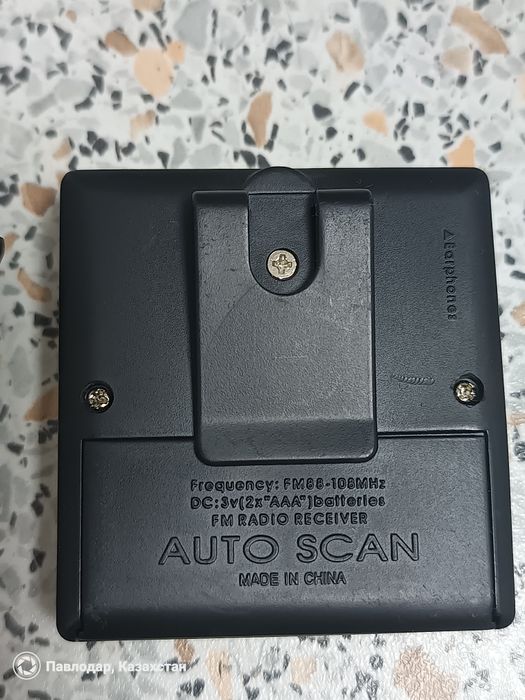 △Earphones
Frequency: FM88-108MHz
DC:3v(2x"AAA")batteries
FM RADIO RECEIVER
AUTO SCAN
MADE IN CHINA
Павлодар, Казахстан